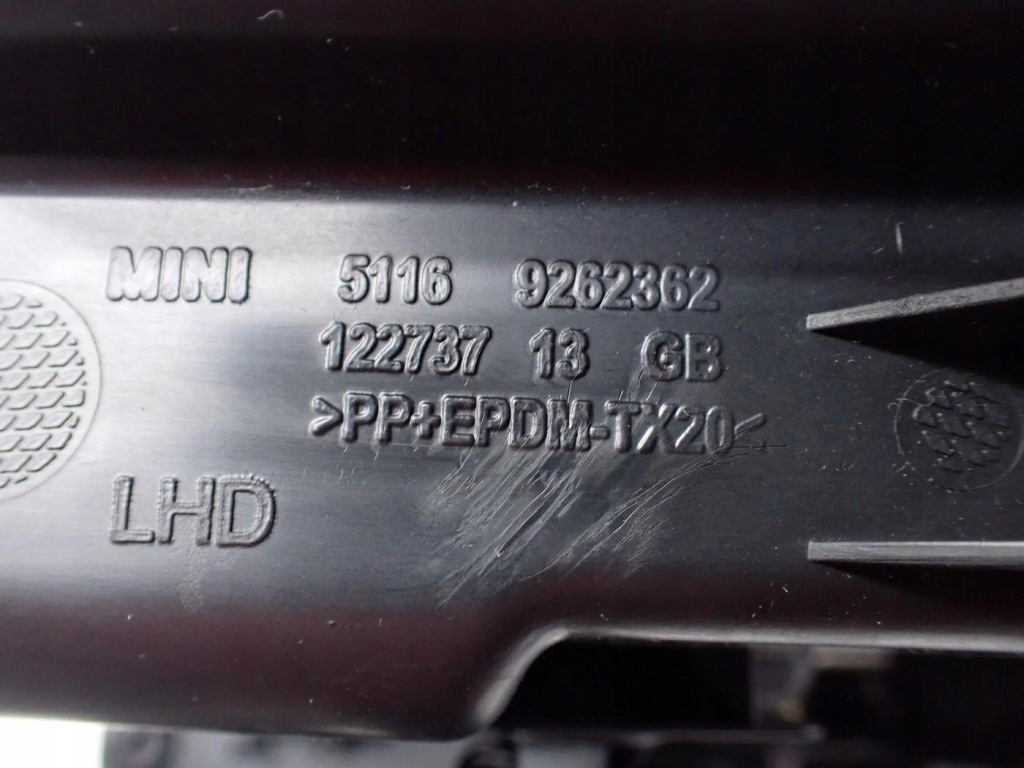 MINI 5116 9262362
122737 13 GB
>PP+EPDM-TX20<
LHD